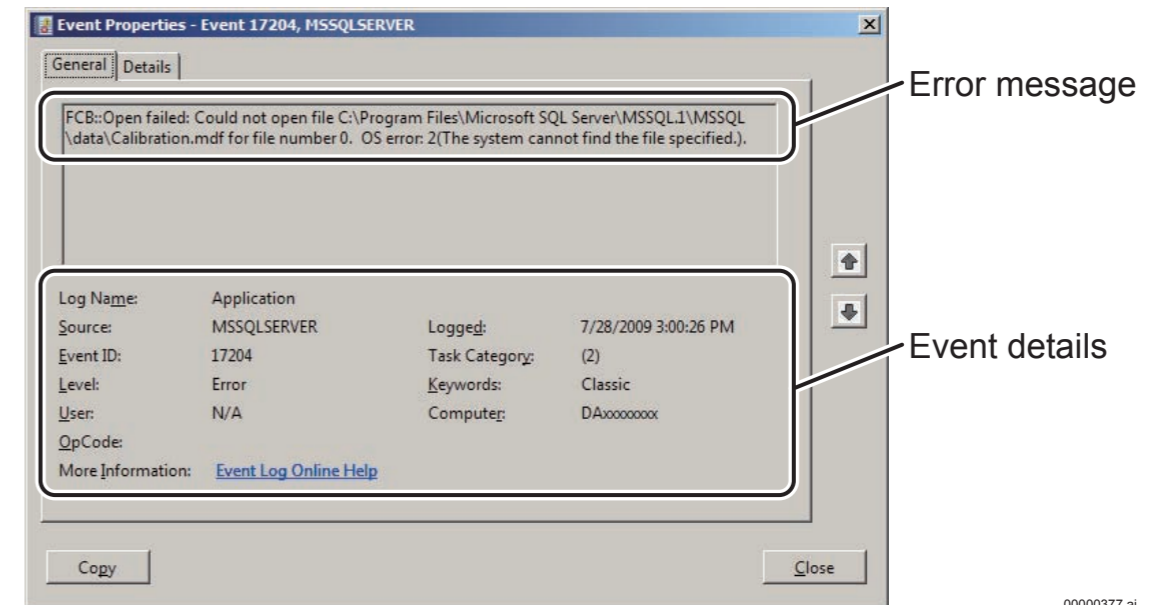 Event Properties - Event 17204, MSSQLSERVER
General Details
Error message
FCB::Open failed: Could not open file C:\Program Files\Microsoft SQL Server\MSSQL.1\MSSQL
\data\Calibration.mdf for file number 0. OS error: 2(The system cannot find the file specified.).
Log Name: Application
Source: MSSQLSERVER Logged: 7/28/2009 3:00:26 PM
Event ID: 17204 Task Category: (2)
Event details
Level: Error Keywords: Classic
User: N/A Computer: DAxxxxxxxx
OpCode:
More Information: Event Log Online Help
Copy Close
00000377.ai